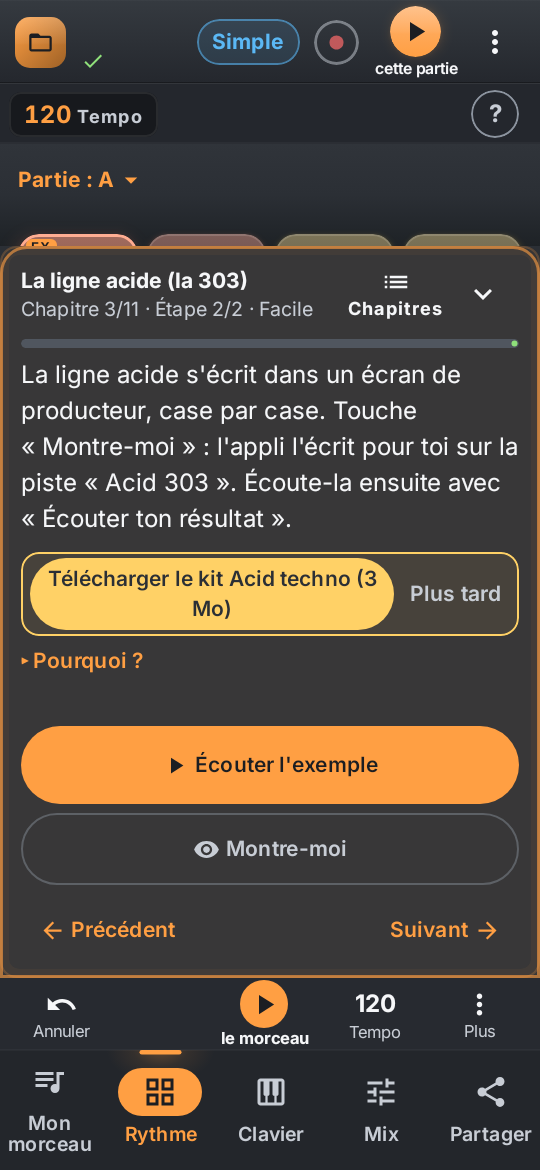 Simple
cette partie
120 Tempo
?
Partie : A
EX
La ligne acide (la 303)
Chapitre 3/11 · Étape 2/2 · Facile
Chapitres
La ligne acide s'écrit dans un écran de
producteur, case par case. Touche
« Montre-moi » : l'appli l'écrit pour toi sur la
piste « Acid 303 ». Écoute-la ensuite avec
« Écouter ton résultat ».
Télécharger le kit Acid techno (3
Mo)
Plus tard
Pourquoi ?
Écouter l'exemple
Montre-moi
Précédent
Suivant
Annuler
le morceau
120
Tempo
Plus
Mon
morceau
Rythme
Clavier
Mix
Partager